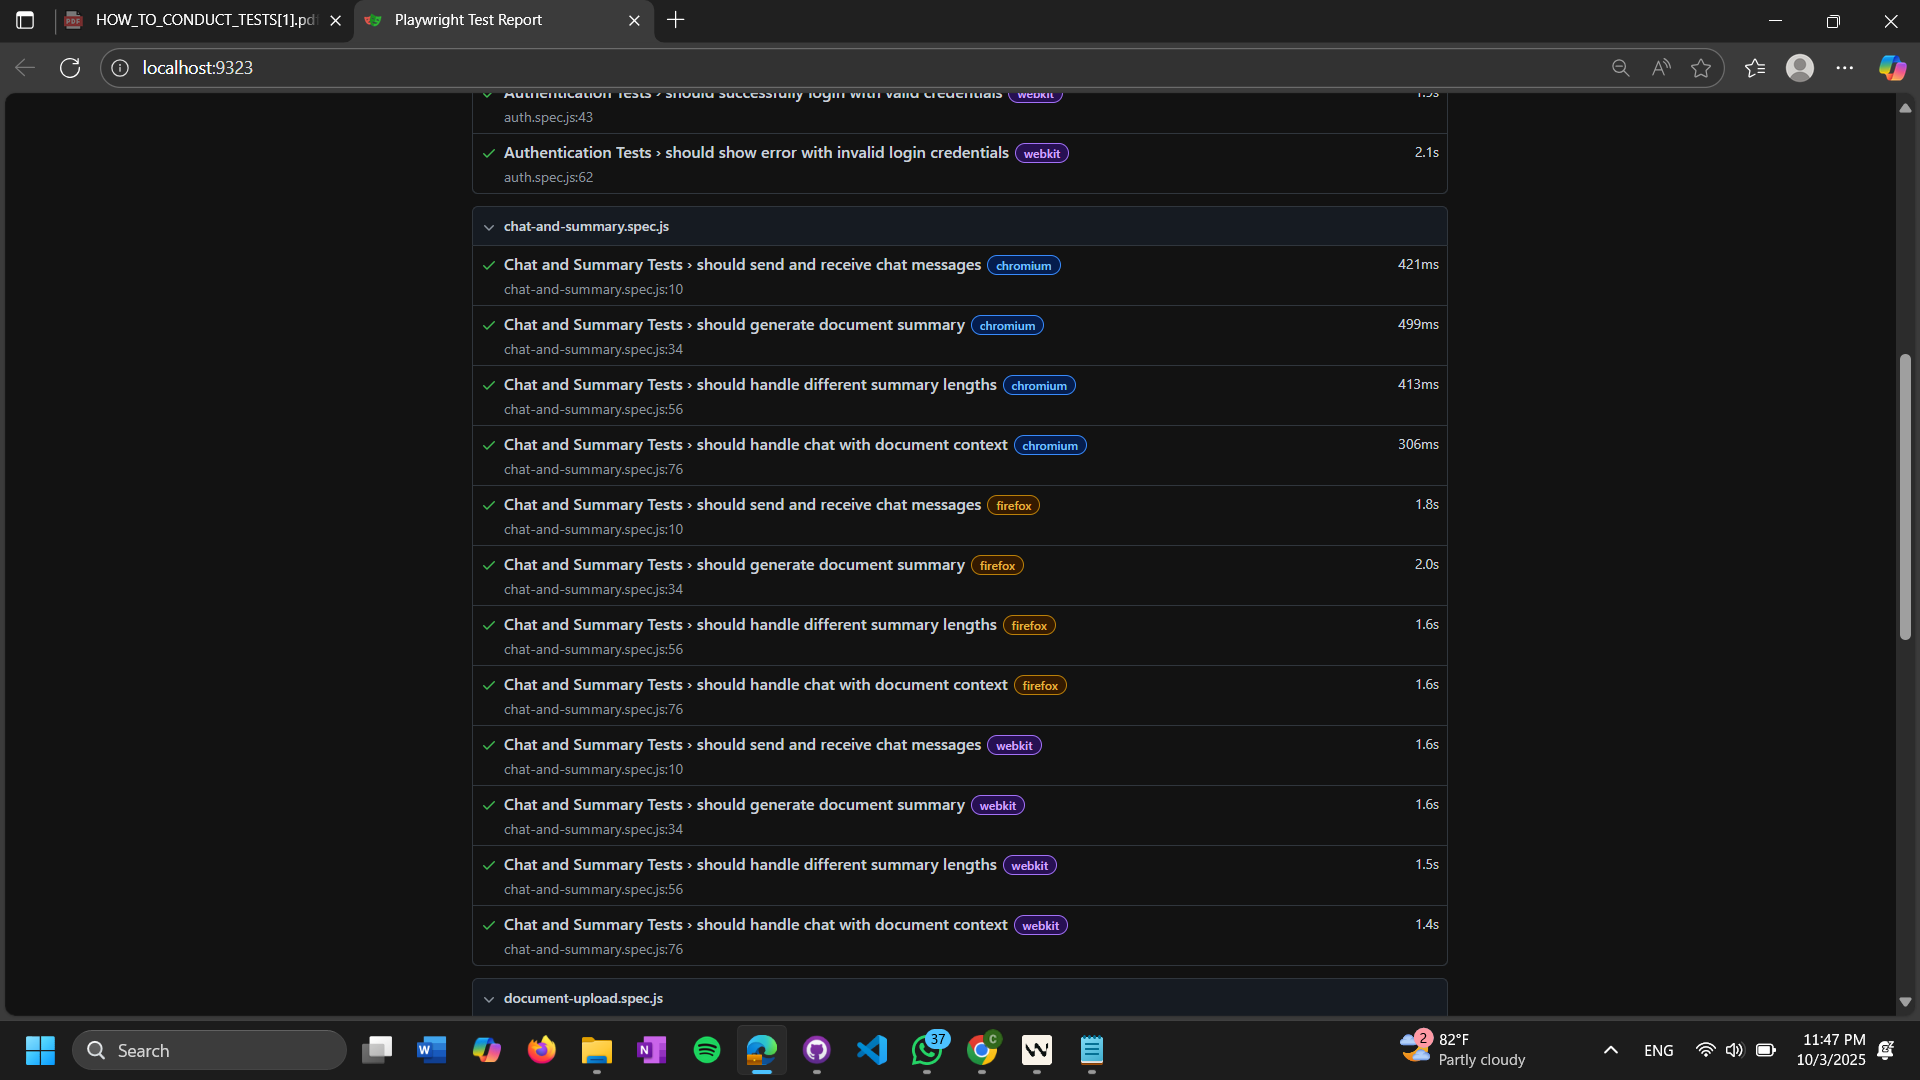 HOW_TO_CONDUCT_TESTS[1].pd
Playwright Test Report
localhost:9323
Authentication Tests › should successfully login with valid credentials webkit 1.9s
auth.spec.js:43
Authentication Tests › should show error with invalid login credentials webkit 2.1s
auth.spec.js:62
chat-and-summary.spec.js
Chat and Summary Tests › should send and receive chat messages chromium 421ms
chat-and-summary.spec.js:10
Chat and Summary Tests › should generate document summary chromium 499ms
chat-and-summary.spec.js:34
Chat and Summary Tests › should handle different summary lengths chromium 413ms
chat-and-summary.spec.js:56
Chat and Summary Tests › should handle chat with document context chromium 306ms
chat-and-summary.spec.js:76
Chat and Summary Tests › should send and receive chat messages firefox 1.8s
chat-and-summary.spec.js:10
Chat and Summary Tests › should generate document summary firefox 2.0s
chat-and-summary.spec.js:34
Chat and Summary Tests › should handle different summary lengths firefox 1.6s
chat-and-summary.spec.js:56
Chat and Summary Tests › should handle chat with document context firefox 1.6s
chat-and-summary.spec.js:76
Chat and Summary Tests › should send and receive chat messages webkit 1.6s
chat-and-summary.spec.js:10
Chat and Summary Tests › should generate document summary webkit 1.6s
chat-and-summary.spec.js:34
Chat and Summary Tests › should handle different summary lengths webkit 1.5s
chat-and-summary.spec.js:56
Chat and Summary Tests › should handle chat with document context webkit 1.4s
chat-and-summary.spec.js:76
document-upload.spec.js
Search
37
C
2
82°F
Partly cloudy
ENG
11:47 PM
10/3/2025